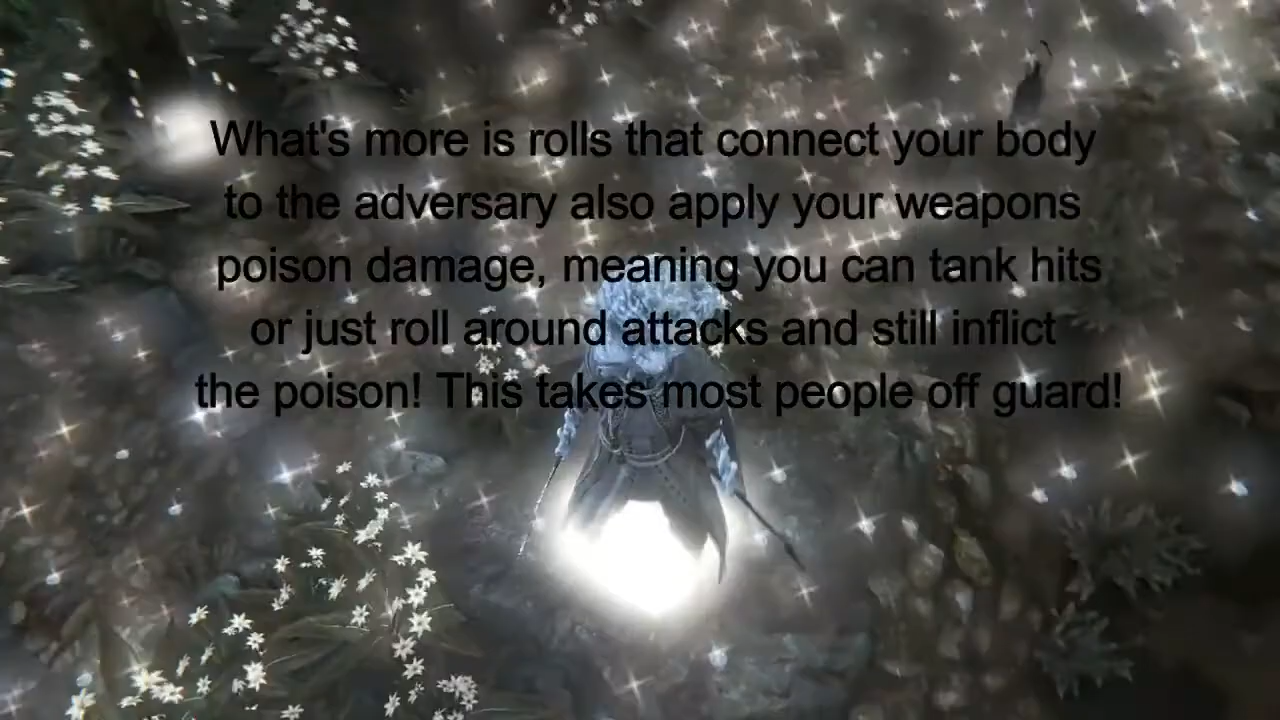 What's more is rolls that connect your body
to the adversary also apply your weapons
poison damage, meaning you can tank hits
or just roll around attacks and still inflict
the poison! This takes most people off guard!